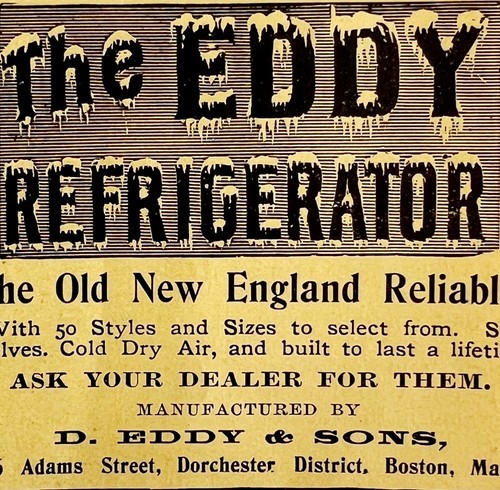 The EDDY
REFRIGERATOR
he Old New England Reliabl
With 50 Styles and Sizes to select from. S
lves. Cold Dry Air, and built to last a lifeti
ASK YOUR DEALER FOR THEM.
MANUFACTURED BY
D. EDDY & SONS,
Adams Street, Dorchester District, Boston, Ma